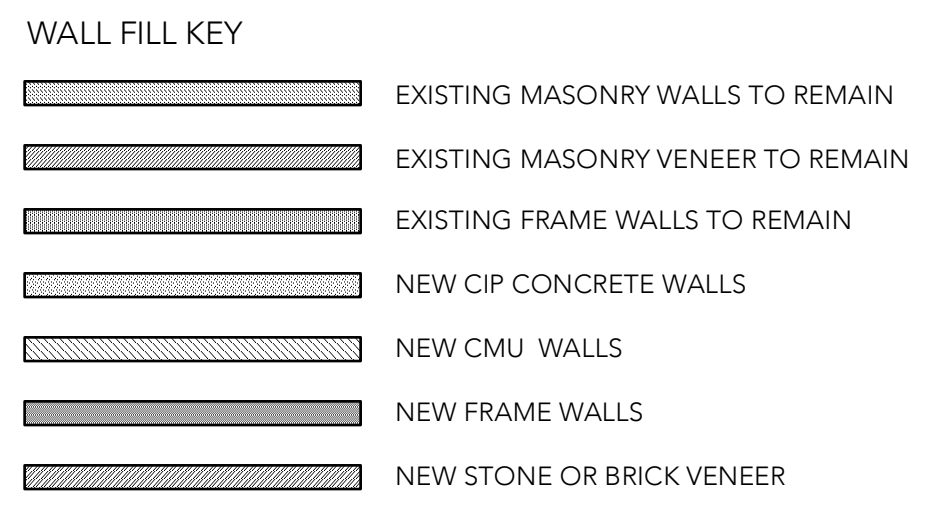 WALL FILL KEY
EXISTING MASONRY WALLS TO REMAIN
EXISTING MASONRY VENEER TO REMAIN
EXISTING FRAME WALLS TO REMAIN
NEW CIP CONCRETE WALLS
NEW CMU  WALLS
NEW FRAME WALLS
NEW STONE OR BRICK VENEER